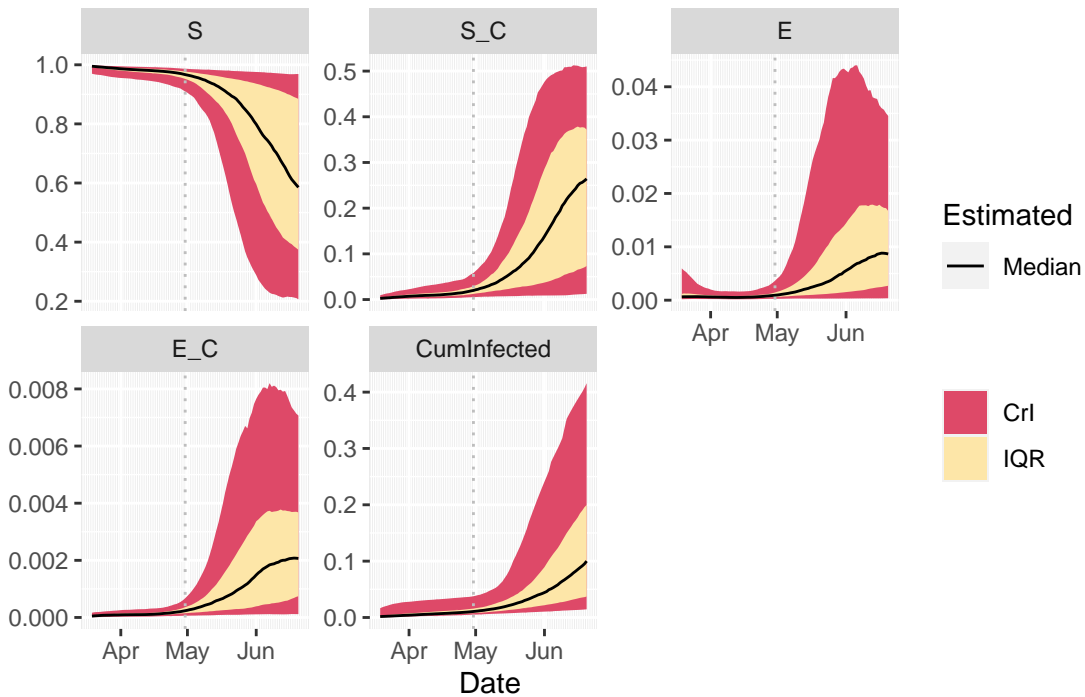 S
S_C
E
1.0
0.8
0.6
0.4
0.2
0.5
0.4
0.3
0.2
0.1
0.0
0.04
0.03
0.02
0.01
0.00
Apr May Jun
E_C
CumInfected
0.008
0.006
0.004
0.002
0.000
0.4
0.3
0.2
0.1
0.0
Apr May Jun
Apr May Jun
Date
Estimated
Median
CrI
IQR